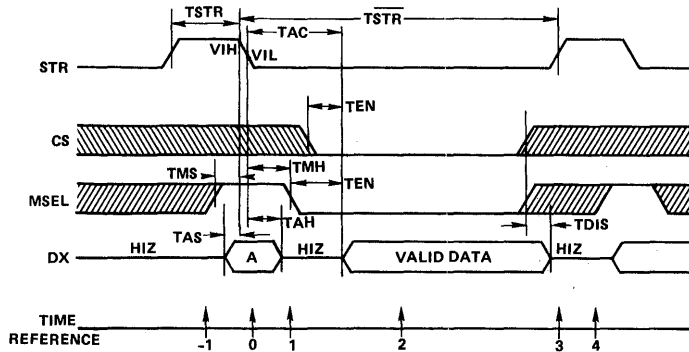 TSTR
T̅S̅T̅R̅
TAC
VIH
VIL
STR
TEN
CS
TMS
TMH
TEN
MSEL
TAH
TDIS
TAS
DX
HIZ
A
HIZ
VALID DATA
HIZ
TIME
REFERENCE
-1
0
1
2
3
4